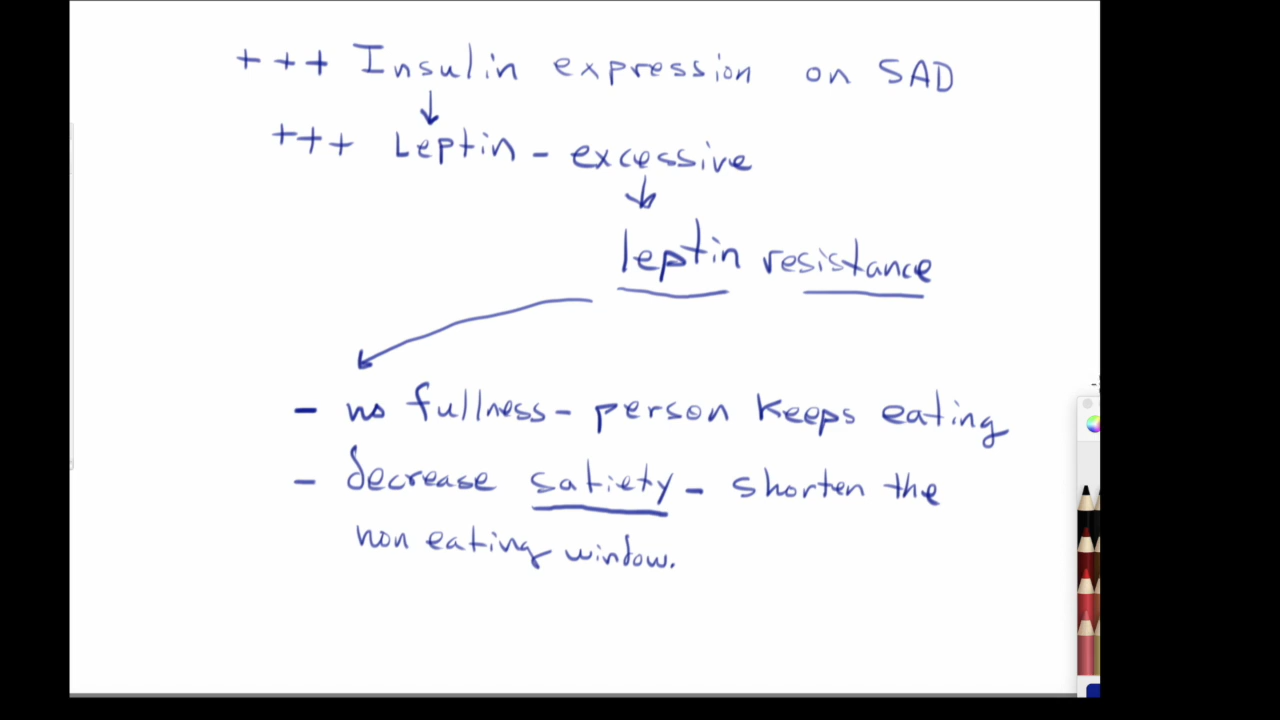 +++ Insulin expression on SAD
↓
+++ Leptin - excessive
↓
leptin resistance
- no fullness - person keeps eating
- decrease satiety - shorten the
non eating window.